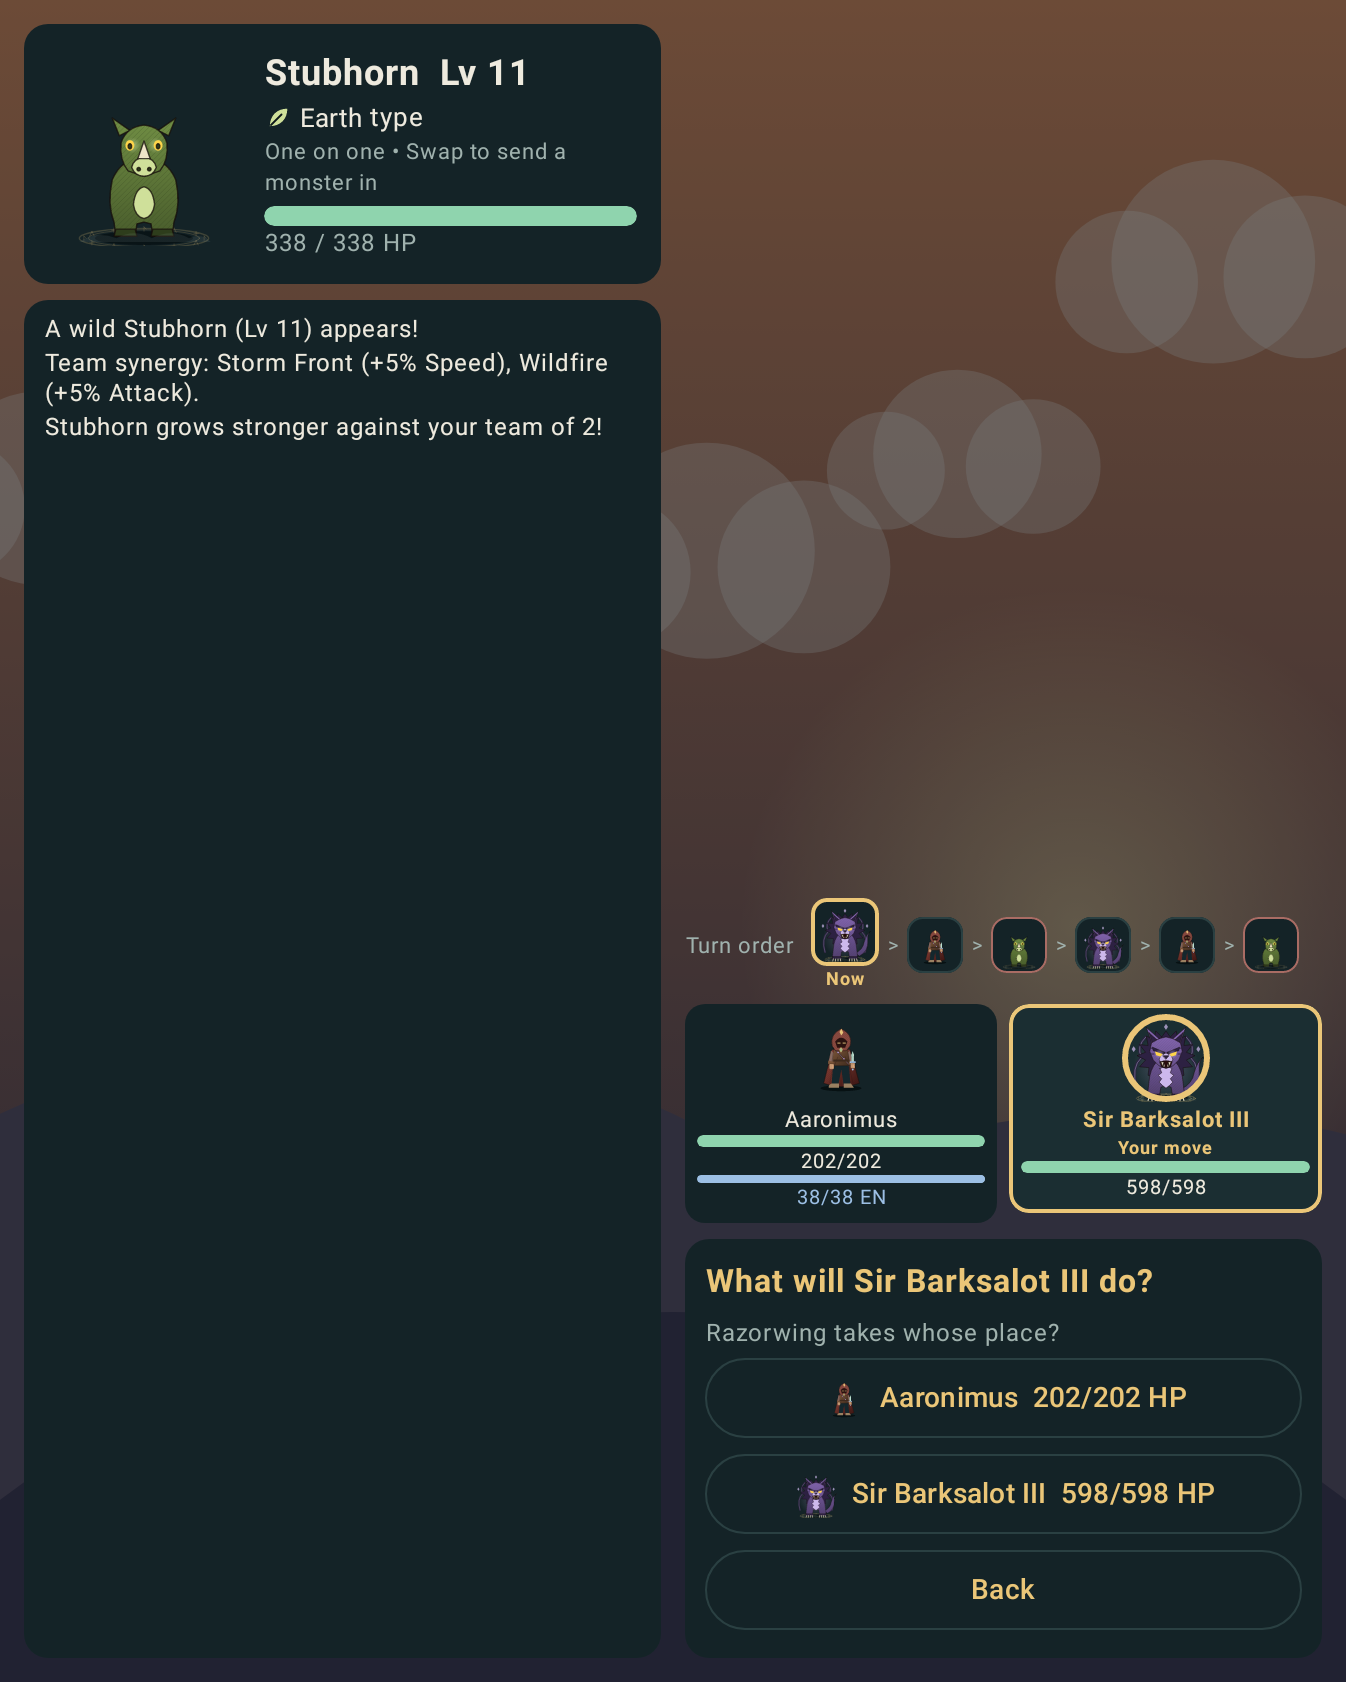 Stubhorn  Lv 11
Earth type
One on one • Swap to send a
monster in
338 / 338 HP
A wild Stubhorn (Lv 11) appears!
Team synergy: Storm Front (+5% Speed), Wildfire
(+5% Attack).
Stubhorn grows stronger against your team of 2!
Turn order > > > > >
Now
Aaronimus
202/202
38/38 EN
Sir Barksalot III
Your move
598/598
What will Sir Barksalot III do?
Razorwing takes whose place?
Aaronimus  202/202 HP
Sir Barksalot III  598/598 HP
Back